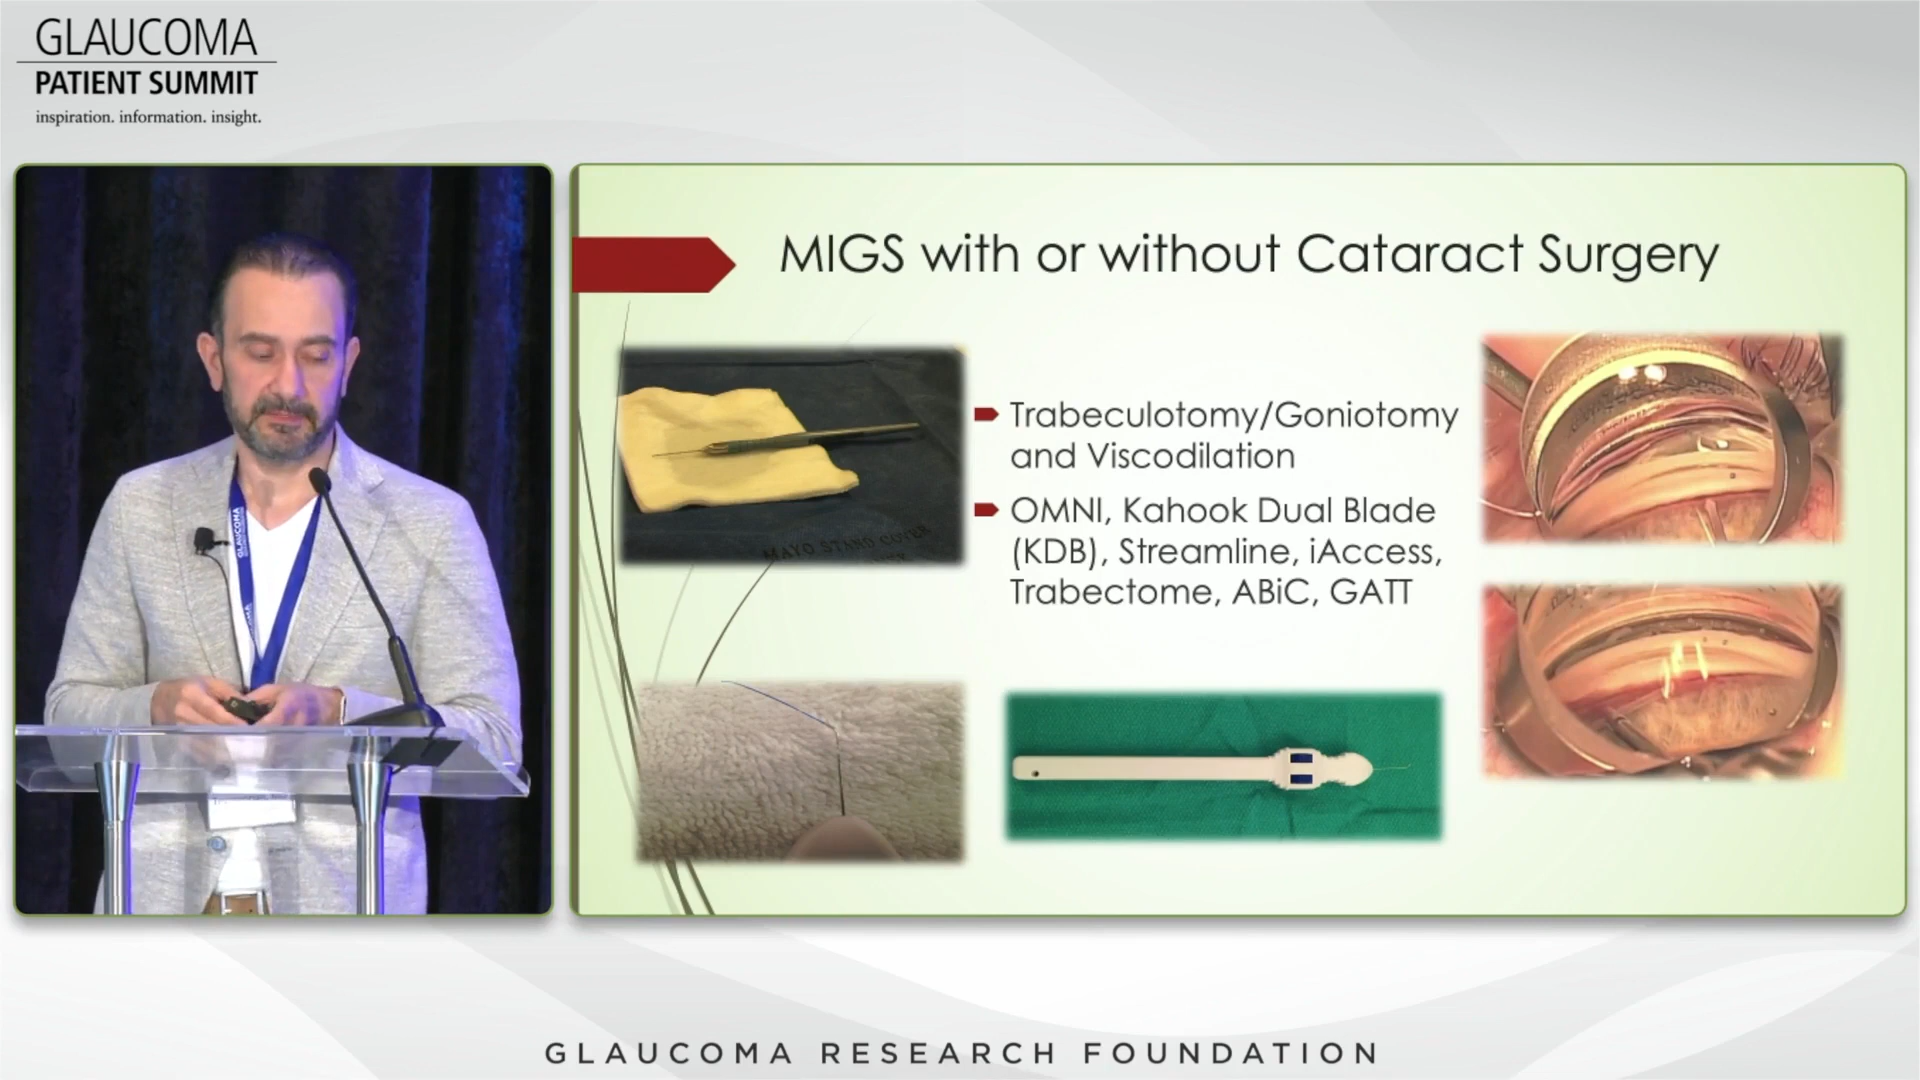 GLAUCOMA
PATIENT SUMMIT
inspiration. information. insight.
MIGS with or without Cataract Surgery
Trabeculotomy/Goniotomy
and Viscodilation
OMNI, Kahook Dual Blade
(KDB), Streamline, iAccess,
Trabectome, ABiC, GATT
MAYO STAND COVER
GLAUCOMA
GLAUCOMA RESEARCH FOUNDATION